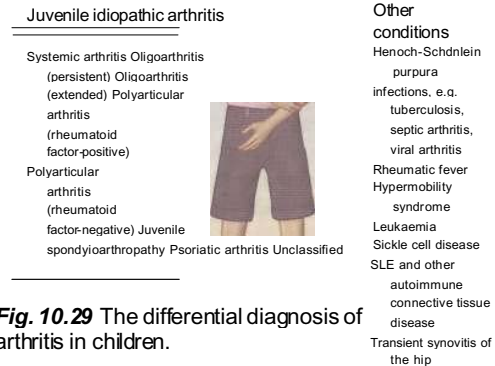 Juvenile idiopathic arthritis
Systemic arthritis Oligoarthritis
(persistent) Oligoarthritis
(extended) Polyarticular
arthritis
(rheumatoid
factor-positive)
Polyarticular
arthritis
(rheumatoid
factor-negative) Juvenile
spondyioarthropathy Psoriatic arthritis Unclassified
Fig. 10.29 The differential diagnosis of
arthritis in children.
Other
conditions
Henoch-Schdnlein
purpura
infections, e.g.
tuberculosis,
septic arthritis,
viral arthritis
Rheumatic fever
Hypermobility
syndrome
Leukaemia
Sickle cell disease
SLE and other
autoimmune
connective tissue
disease
Transient synovitis of
the hip